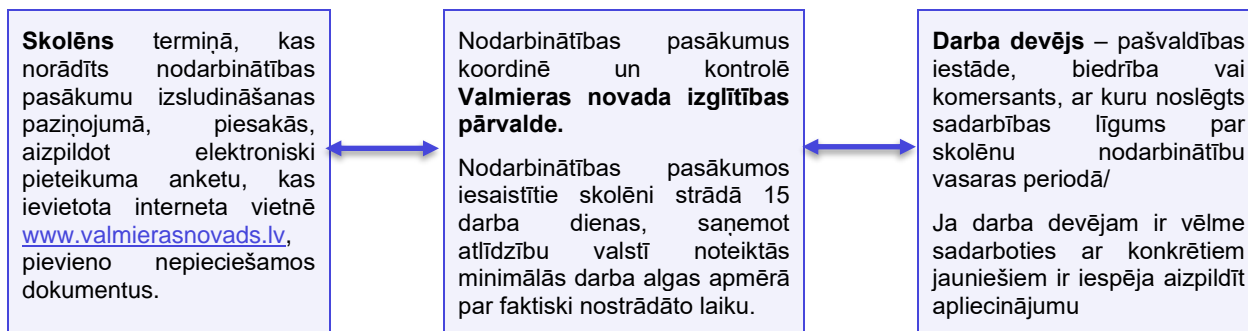 Skolēns termiņā, kas
norādīts nodarbinātības
pasākumu izsludināšanas
paziņojumā, piesakās,
aizpildot elektroniski
pieteikuma anketu, kas
ievietota interneta vietnē
www.valmierasnovads.lv,
pievieno nepieciešamos
dokumentus.
Nodarbinātības pasākumus
koordinē un kontrolē
Valmieras novada izglītības
pārvalde.
Nodarbinātības pasākumos
iesaistītie skolēni strādā 15
darba dienas, saņemot
atlīdzību valstī noteiktās
minimālās darba algas apmērā
par faktiski nostrādāto laiku.
Darba devējs – pašvaldības
iestāde, biedrība vai
komersants, ar kuru noslēgts
sadarbības līgums par
skolēnu nodarbinātību
vasaras periodā/
Ja darba devējam ir vēlme
sadarboties ar konkrētiem
jauniešiem ir iespēja aizpildīt
apliecinājumu